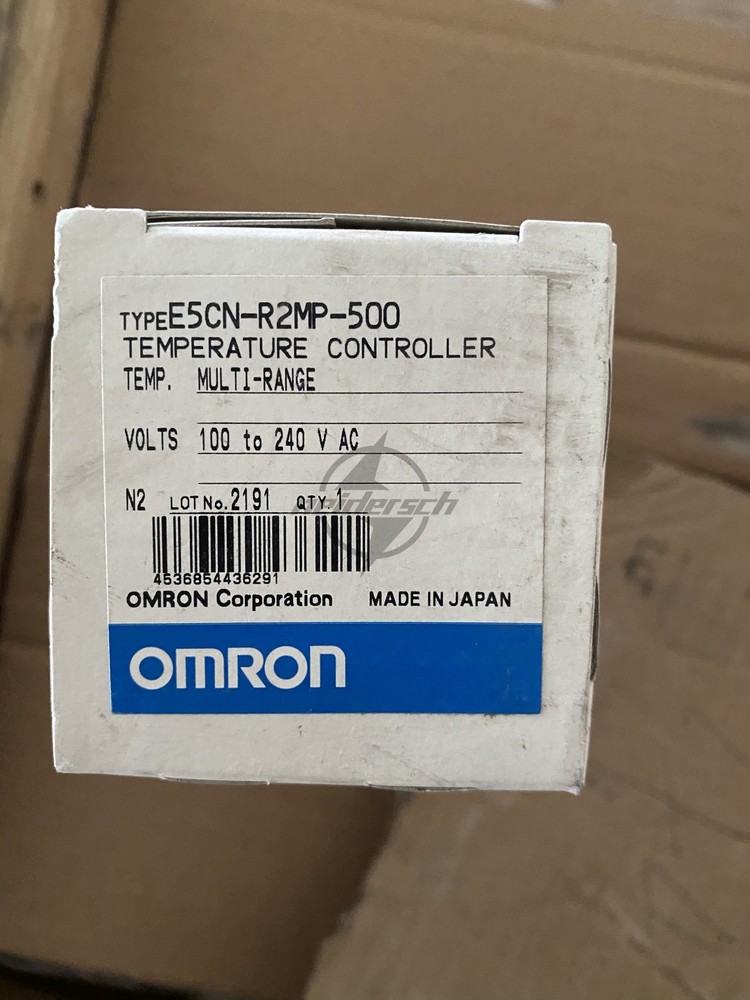 TYPE E5CN-R2MP-500
TEMPERATURE CONTROLLER
TEMP. MULTI-RANGE
VOLTS 100 to 240 V AC
N2 LOT No. 2191 QTY. 1
4536854436291
OMRON Corporation MADE IN JAPAN
OMRON